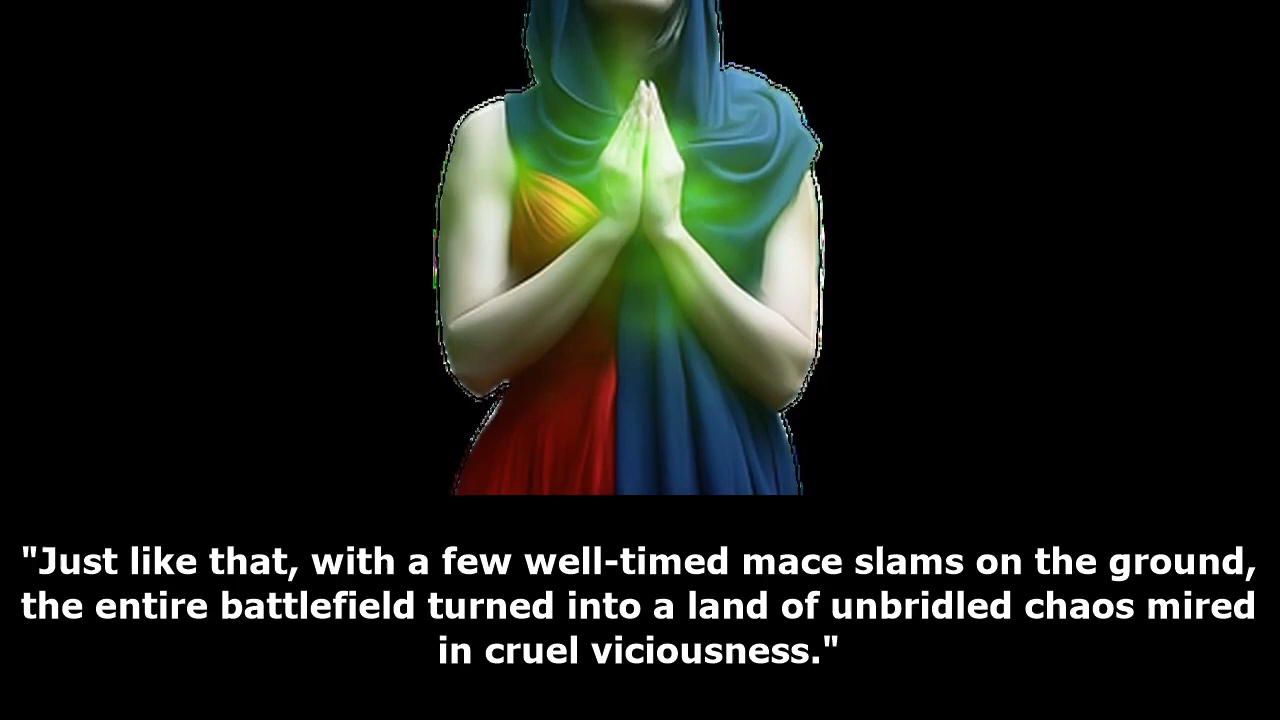 "Just like that, with a few well-timed mace slams on the ground,
the entire battlefield turned into a land of unbridled chaos mired
in cruel viciousness."